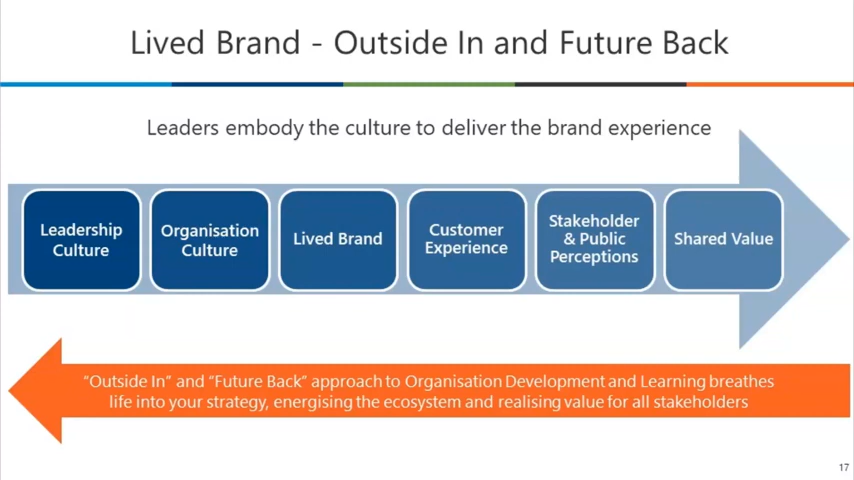 Lived Brand - Outside In and Future Back
Leaders embody the culture to deliver the brand experience
Leadership
Culture
Organisation
Culture
Lived Brand
Customer
Experience
Stakeholder
& Public
Perceptions
Shared Value
“Outside In” and “Future Back” approach to Organisation Development and Learning breathes
life into your strategy, energising the ecosystem and realising value for all stakeholders
17